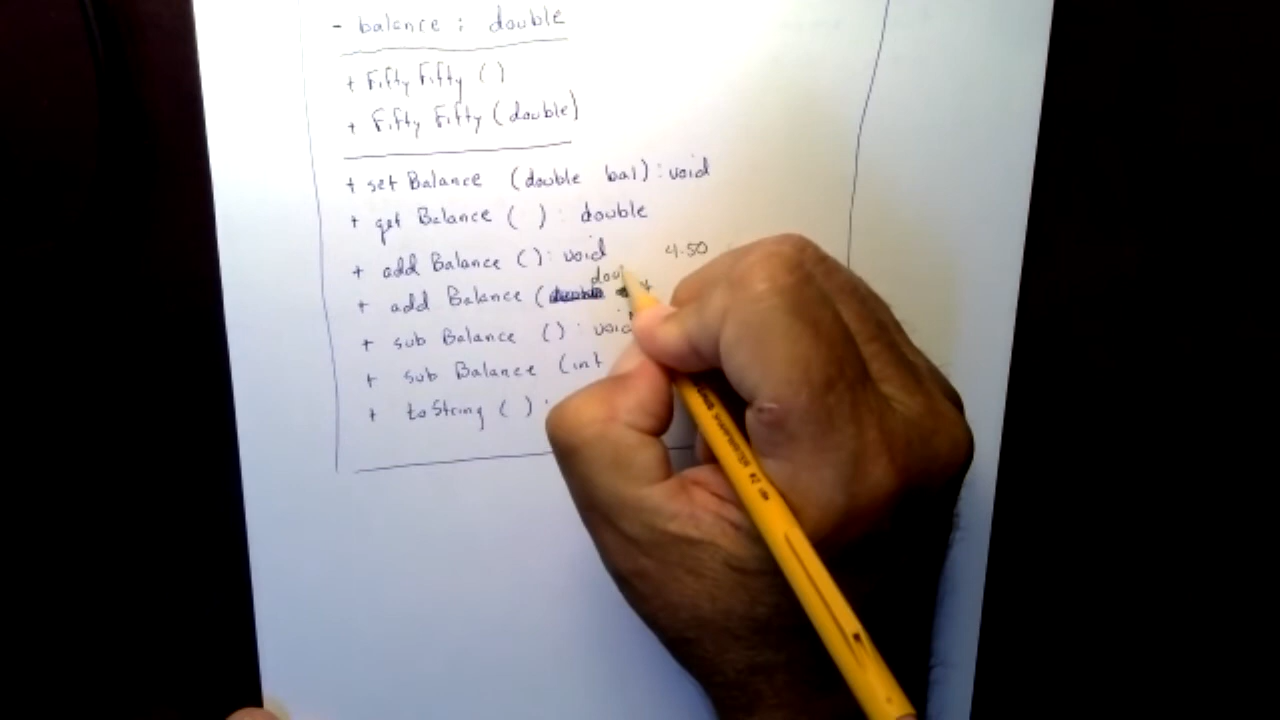 - balance : double
+ FiftyFifty ( )
+ FiftyFifty (double)
+ setBalance (double bal) : void
+ getBalance ( ) : double
+ addBalance () : void 4.50
dou
+ addBalance (
+ subBalance () : void
+ subBalance (int
+ toString ( ) :